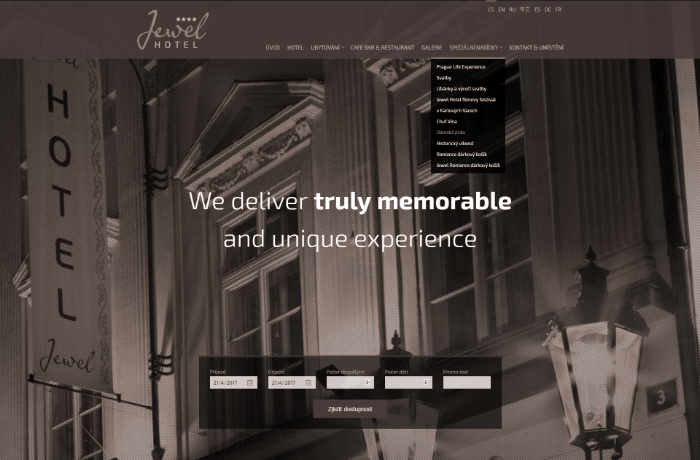 Jewel
HOTEL
CS EN RU 中文 ES DE FR
ÚVOD HOTEL UBYTOVÁNÍ CAFÉ BAR & RESTAURANT GALERIE SPECIÁLNÍ NABÍDKY KONTAKT & UMÍSTĚNÍ
Prague Life Experience
Svatby
Líbánky a výročí svatby
Jewel Hotel filmový festival
v Karlových Varech
Chuť Vína
Dámská jízda
Historický víkend
Romance dárkový košík
Jewel Romance dárkový košík
HOTEL
Jewel
We deliver truly memorable
and unique experience
Příjezd Odjezd Počet dospělých Počet dětí Promo kód
21/4/2017 21/4/2017
Zjistit dostupnost
3